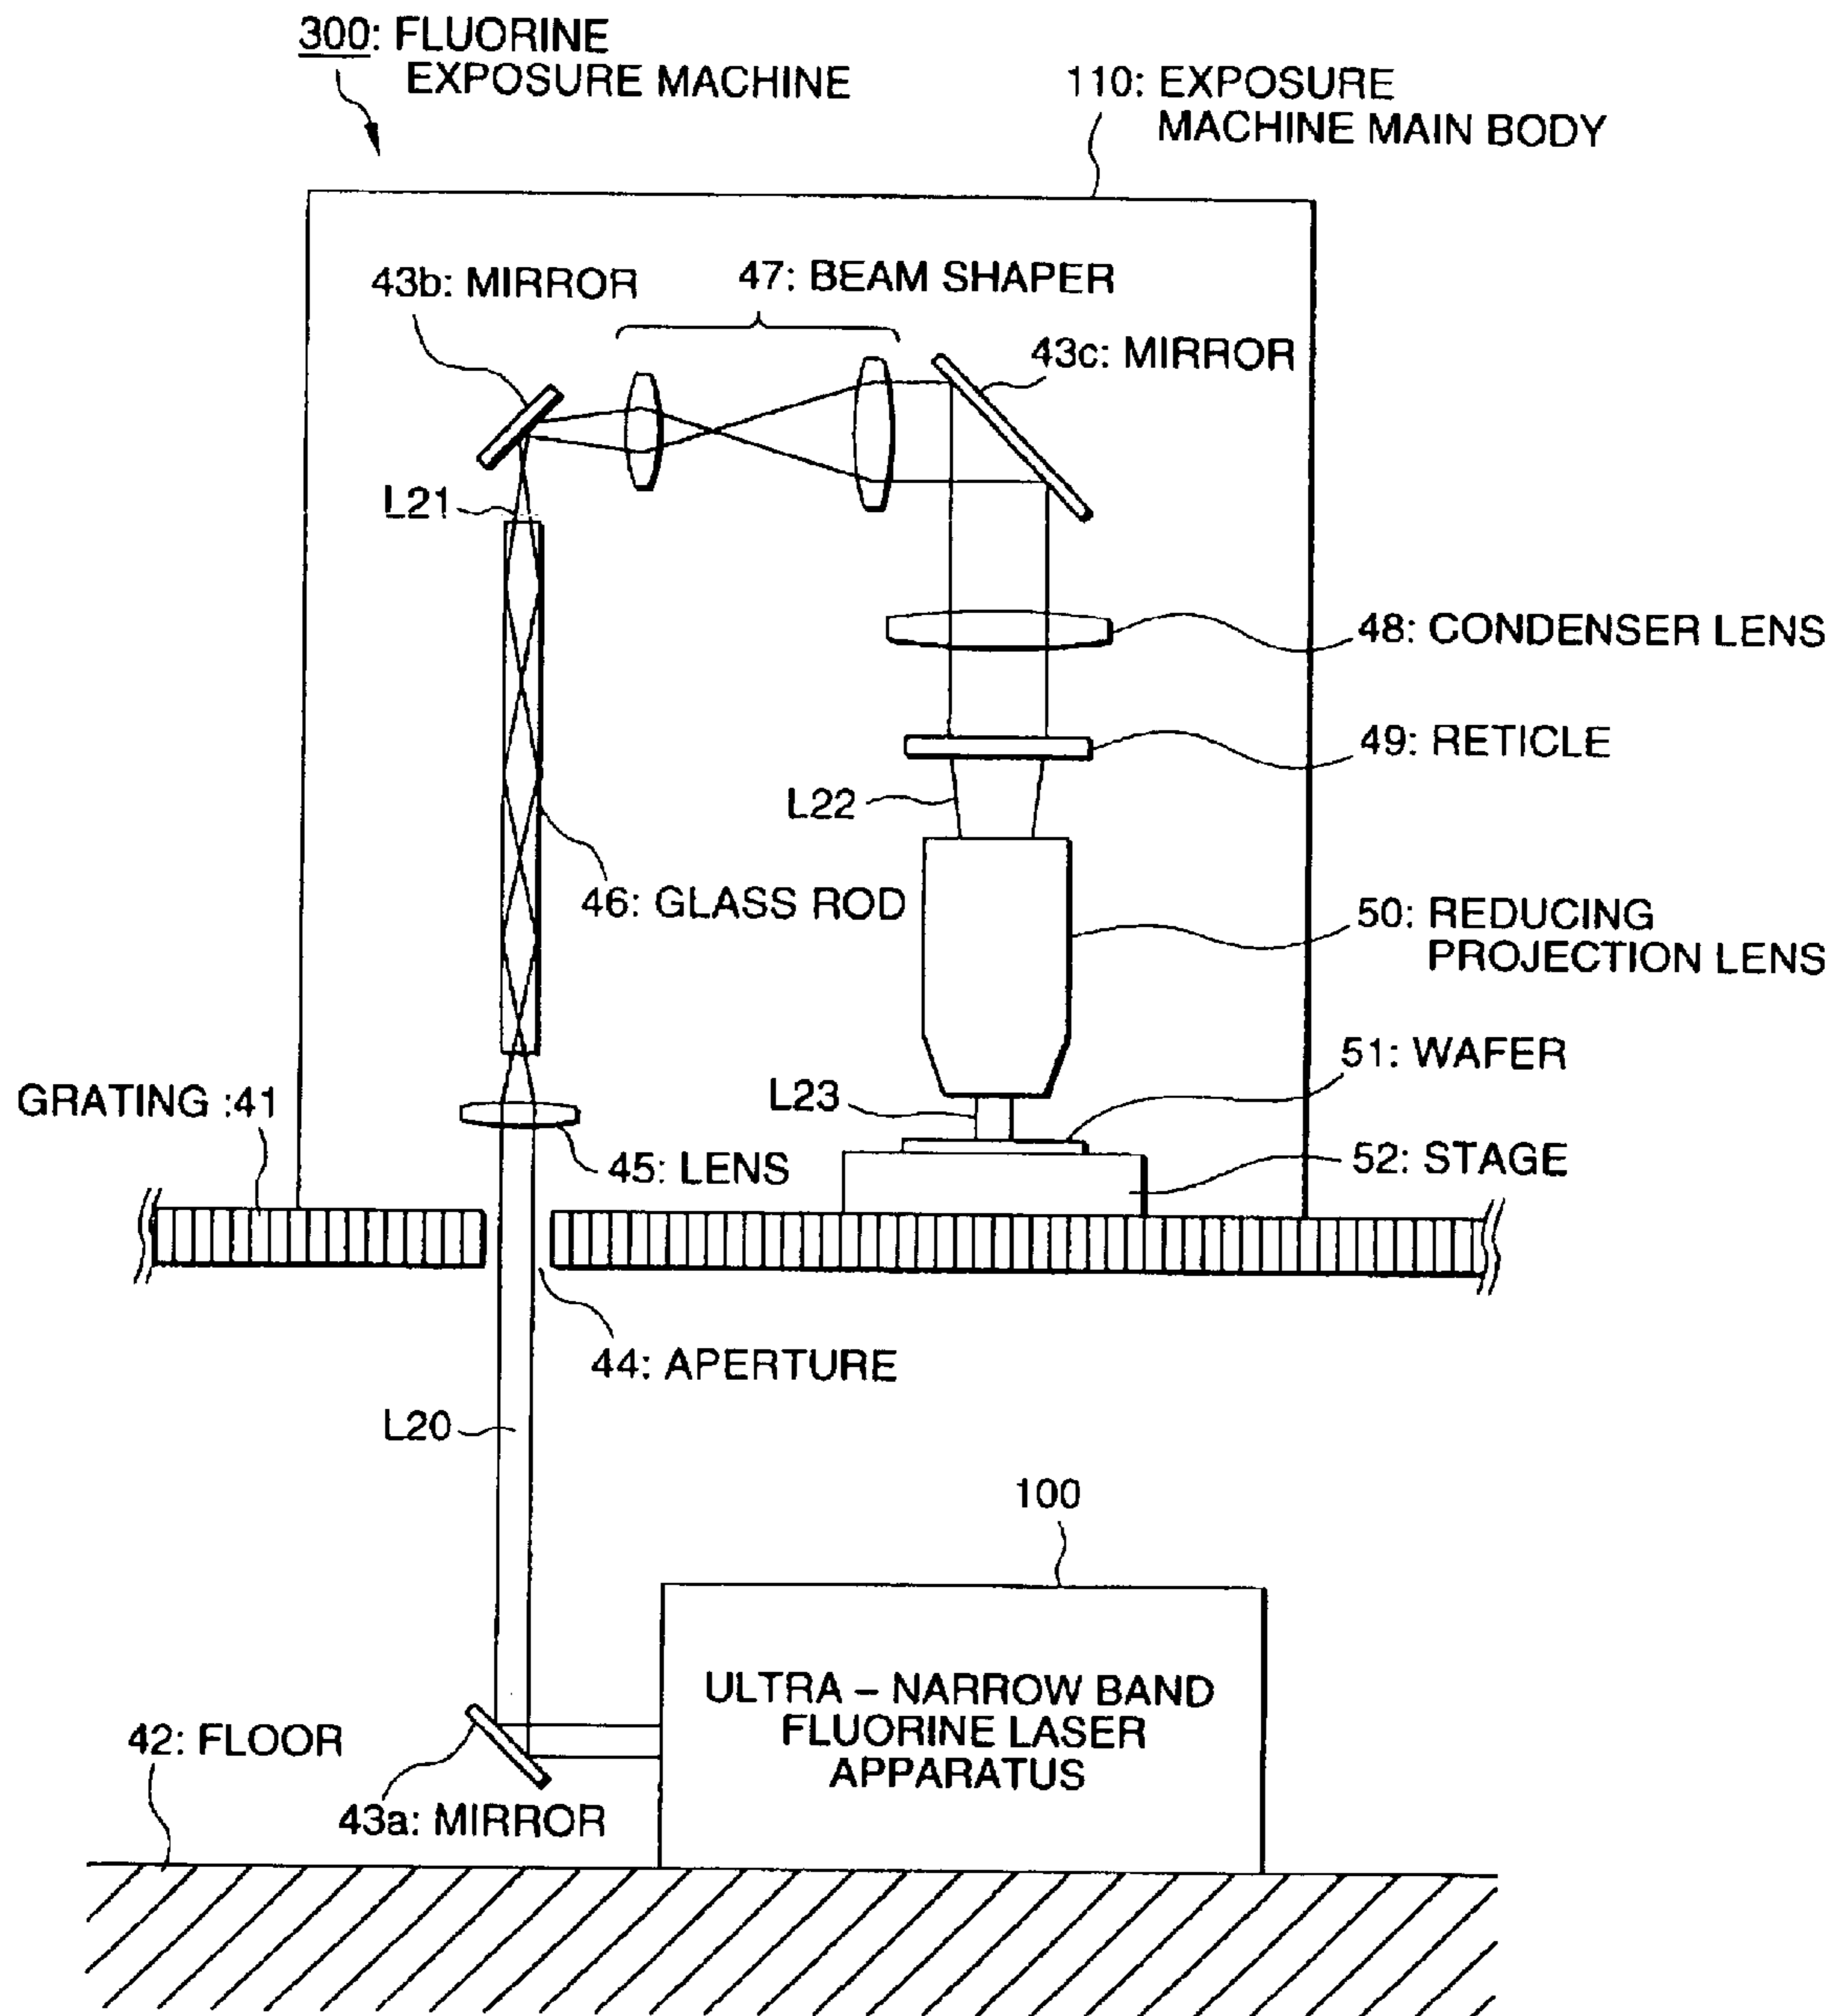 300: FLUORINE
EXPOSURE MACHINE
110: EXPOSURE
MACHINE MAIN BODY
43b: MIRROR
47: BEAM SHAPER
43c: MIRROR
L21
48: CONDENSER LENS
49: RETICLE
L22
46: GLASS ROD
50: REDUCING
PROJECTION LENS
51: WAFER
GRATING :41
L23
45: LENS
52: STAGE
44: APERTURE
L20
100
ULTRA – NARROW BAND
FLUORINE LASER
APPARATUS
42: FLOOR
43a: MIRROR